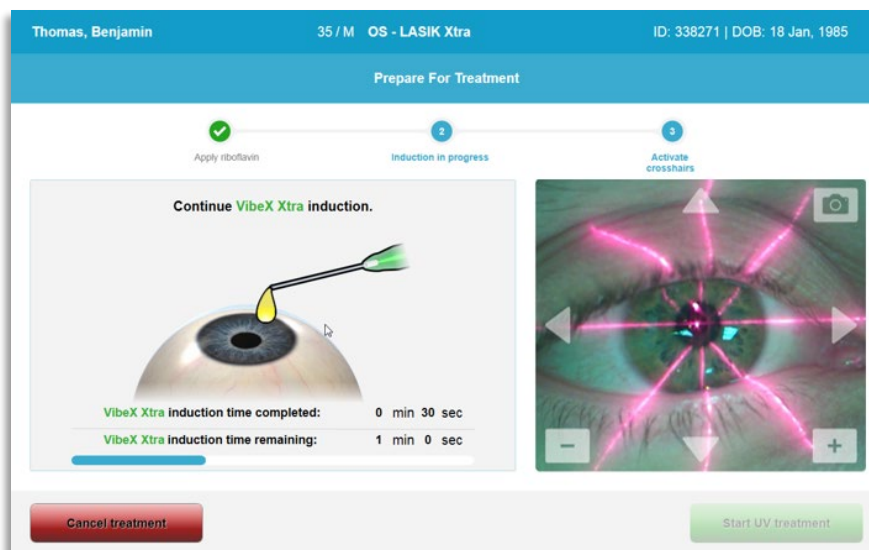 Thomas, Benjamin 35 / M OS - LASIK Xtra ID: 338271 | DOB: 18 Jan, 1985
Prepare For Treatment
2 3
Apply riboflavin Induction in progress Activate
crosshairs
Continue VibeX Xtra induction.
VibeX Xtra induction time completed: 0 min 30 sec
VibeX Xtra induction time remaining: 1 min 0 sec
Cancel treatment Start UV treatment